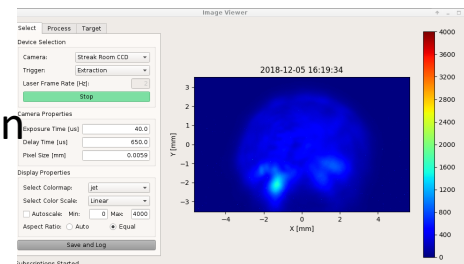 Image Viewer
Select Process Target
Device Selection
Camera: Streak Room CCD
Trigger: Extraction
Laser Frame Rate [Hz]:
Stop
Camera Properties
n
Exposure Time [us] 40.0
Delay Time [us] 650.0
Pixel Size [mm] 0.0059
Display Properties
Select Colormap: jet
Select Color Scale: Linear
Autoscale: Min: 0 Max: 4000
Aspect Ratio: Auto Equal
Save and Log
Subscriptions Started
2018-12-05 16:19:34
Y [mm]
3
2
1
0
−1
−2
−3
−4 −2 0 2 4
X [mm]
4000
3600
3200
2800
2400
2000
1600
1200
800
400
0